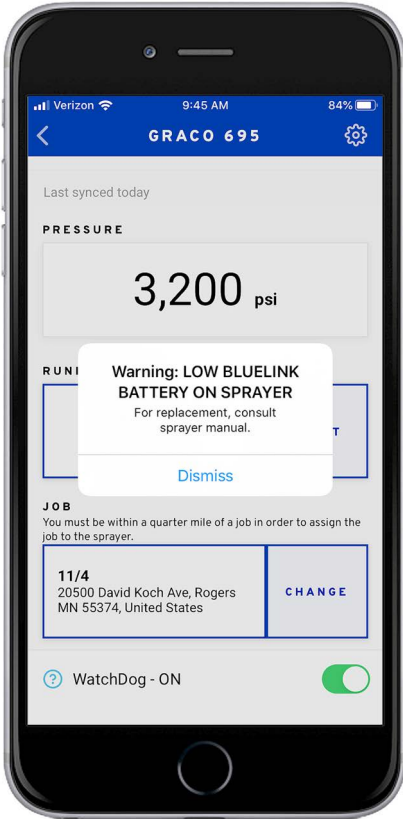 Verizon 9:45 AM 84%
GRACO 695
Last synced today
PRESSURE
3,200 psi
RUN
Warning: LOW BLUELINK
BATTERY ON SPRAYER
For replacement, consult
sprayer manual.
T
Dismiss
JOB
You must be within a quarter mile of a job in order to assign the
job to the sprayer.
11/4
20500 David Koch Ave, Rogers
MN 55374, United States
CHANGE
? WatchDog - ON